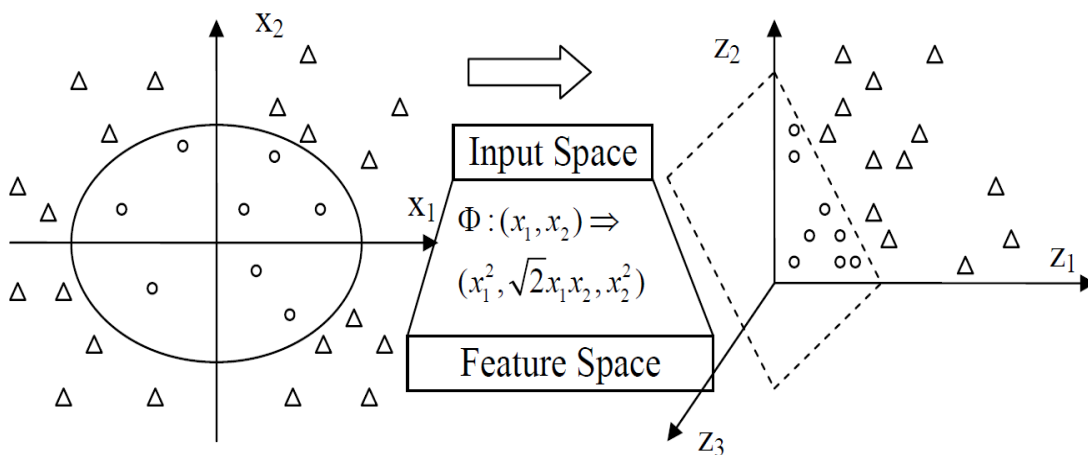 x₂
x₁
Input Space
Φ : (x₁, x₂) ⇒
(x₁², √2x₁x₂, x₂²)
Feature Space
z₂
z₁
z₃